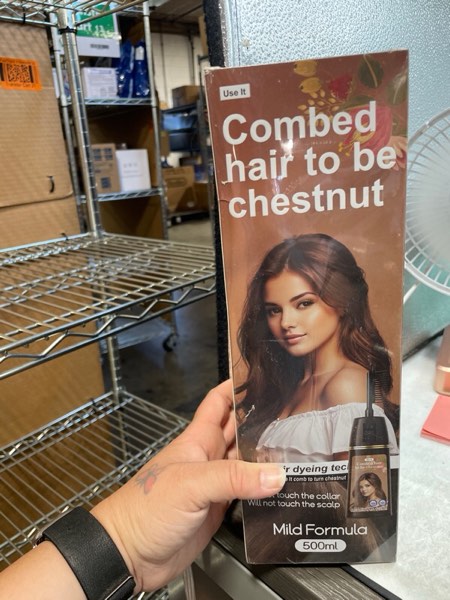 Use It
Combed
hair to be
chestnut
ir dyeing tec
It comb to turn chestnut
touch the collar
Will not touch the scalp
Mild Formula
500ml